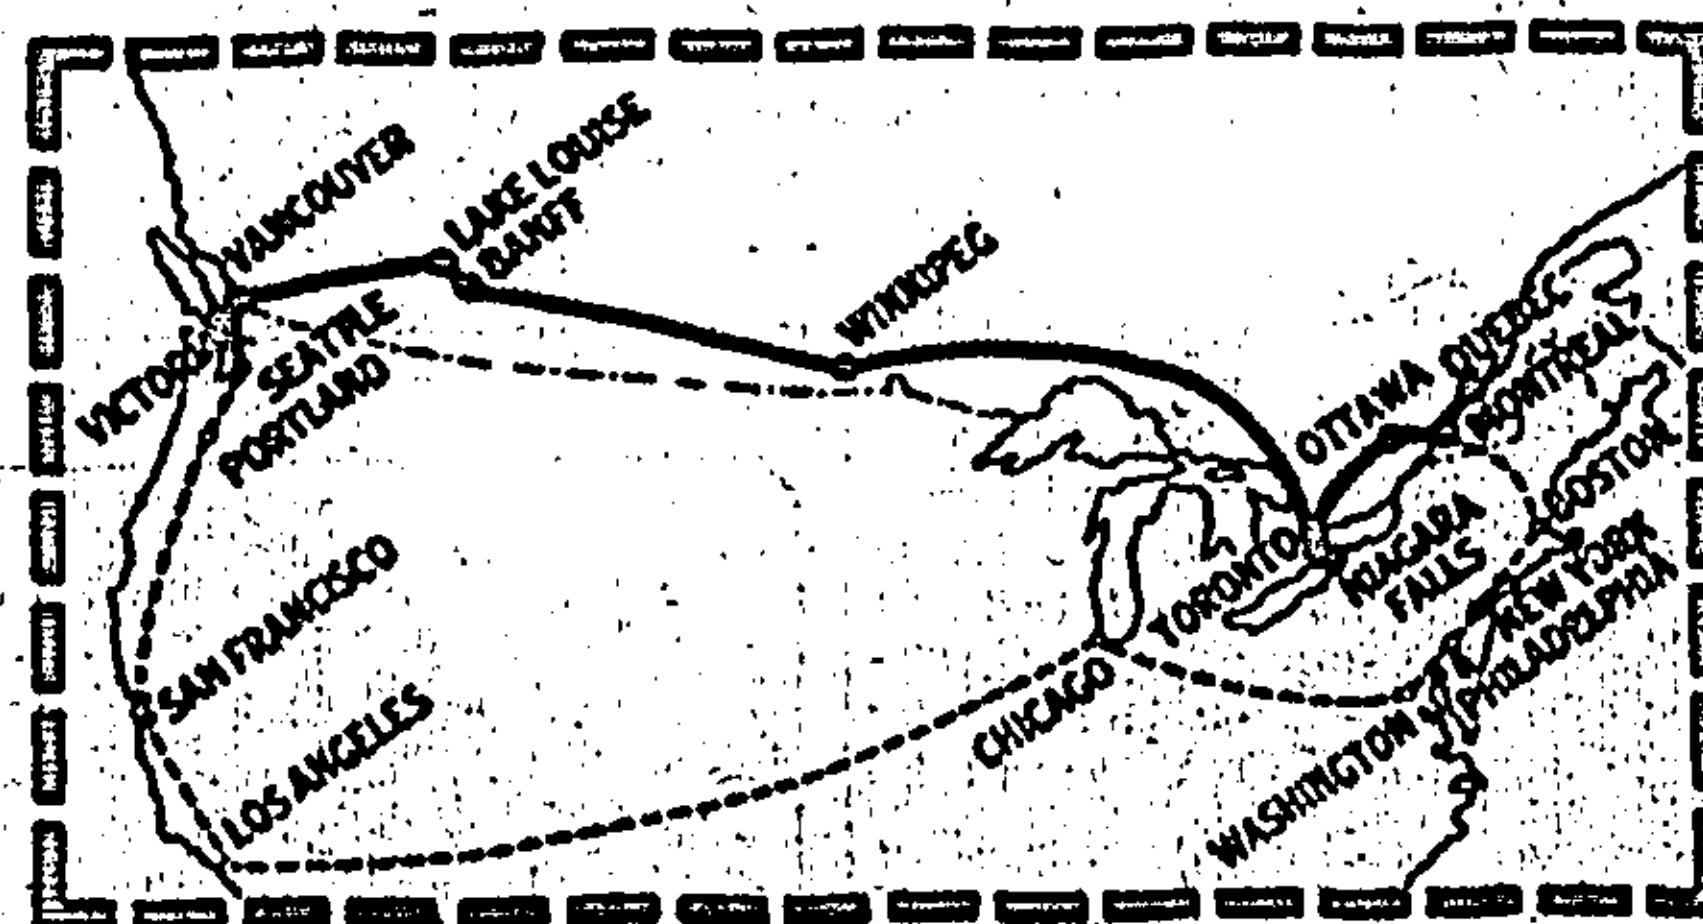 VANCOUVER
LAKE LOUISE
BANFF
WINNIPEG
VICTORIA
SEATTLE
PORTLAND
OTTAWA
QUEBEC
MONTREAL
SAN FRANCISCO
LOS ANGELES
CHICAGO
TORONTO
NIAGARA
FALLS
BOSTON
NEW YORK
PHILADELPHIA
WASHINGTON